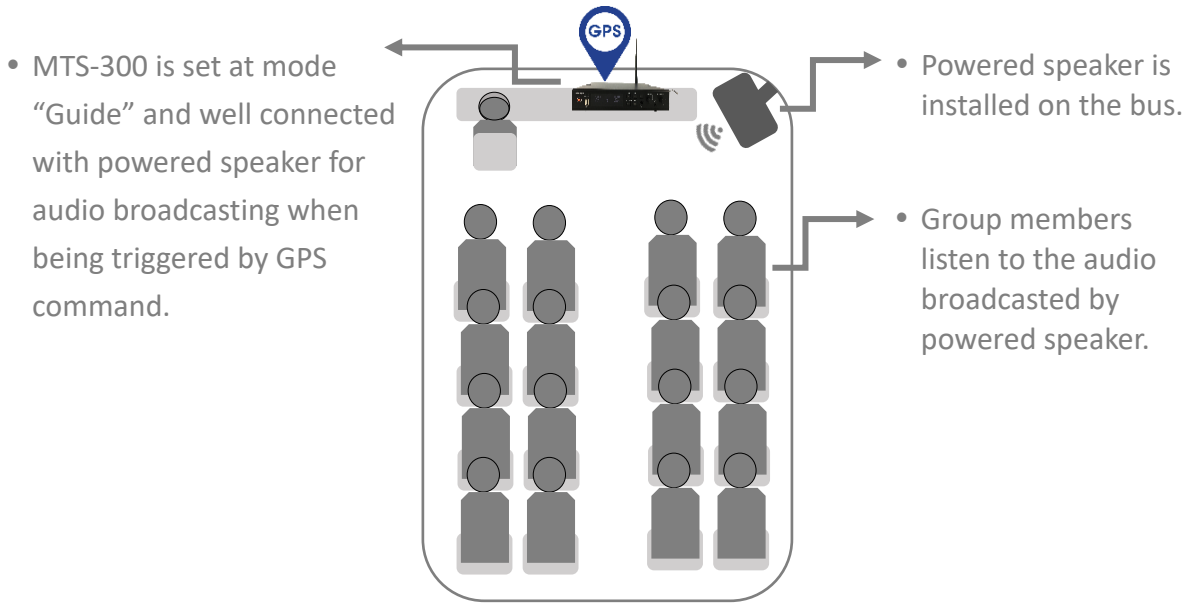 GPS
• MTS-300 is set at mode
“Guide” and well connected
with powered speaker for
audio broadcasting when
being triggered by GPS
command.
• Powered speaker is
installed on the bus.
• Group members
listen to the audio
broadcasted by
powered speaker.